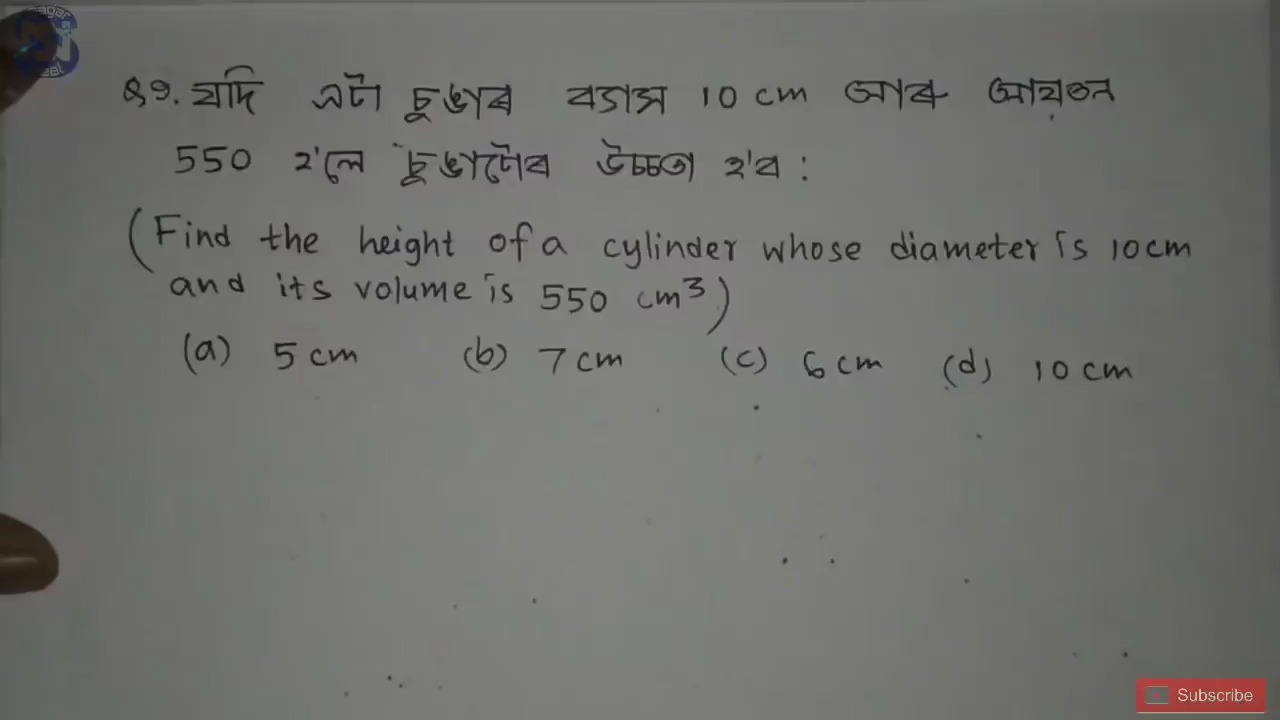 Q9. যদি এটা চুঙাৰ ব্যাস 10 cm আৰু আয়তন
550 হ'লে চুঙাটোৰ উচ্চতা হ'ব :
(Find the height of a cylinder whose diameter is 10cm
and its volume is 550 cm³)
(a) 5 cm (b) 7 cm (c) 6 cm (d) 10 cm
Subscribe